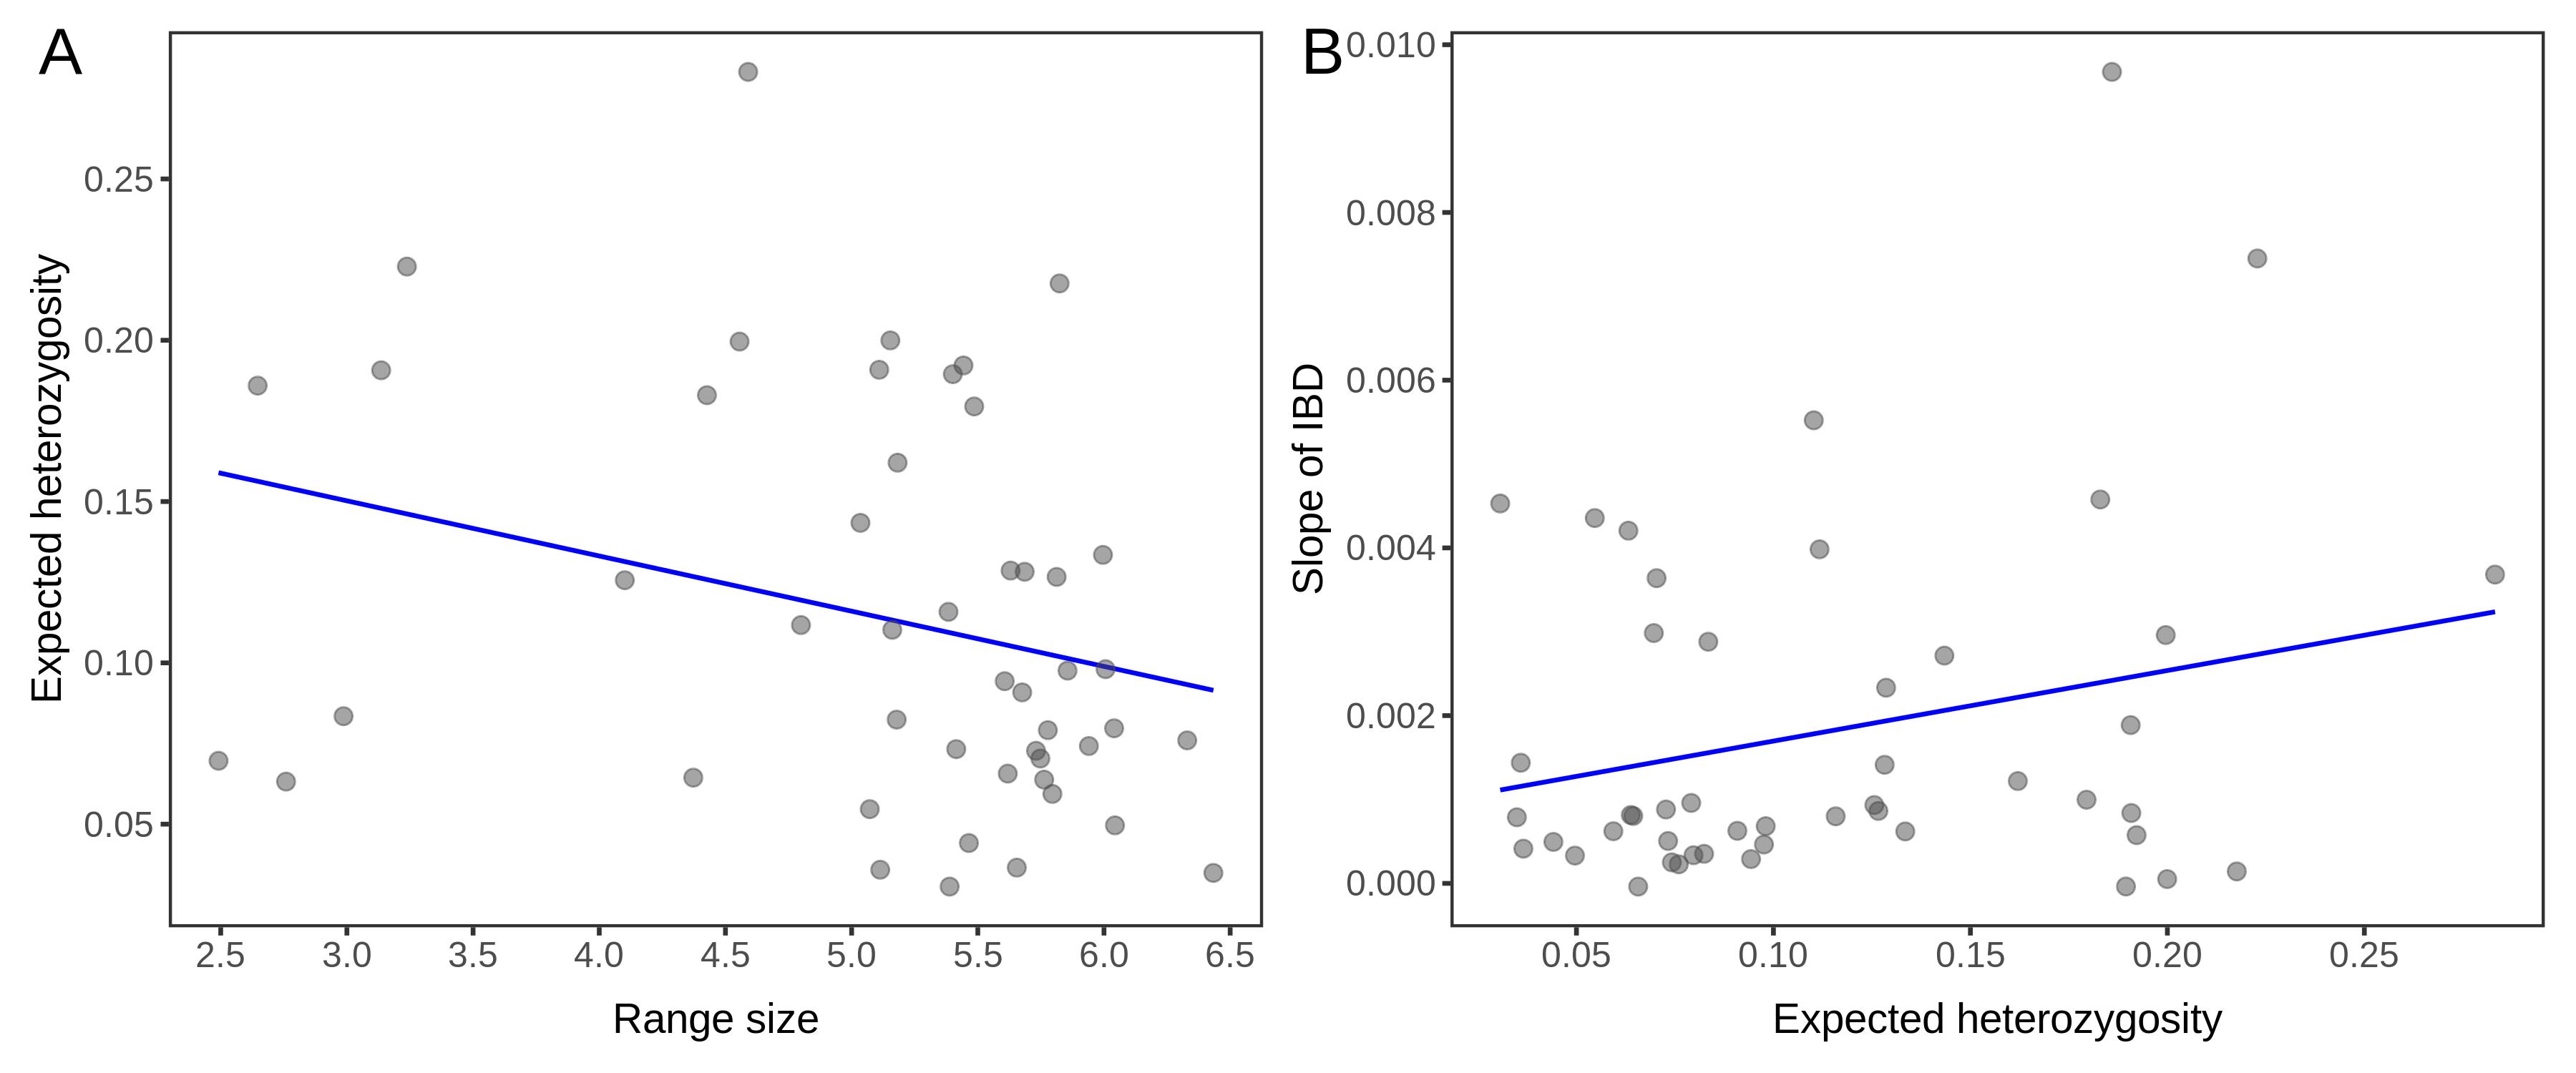 A
0.25
0.20
0.15
0.10
0.05
Expected heterozygosity
2.5 3.0 3.5 4.0 4.5 5.0 5.5 6.0 6.5
Range size
B
0.010
0.008
0.006
0.004
0.002
0.000
Slope of IBD
0.05 0.10 0.15 0.20 0.25
Expected heterozygosity